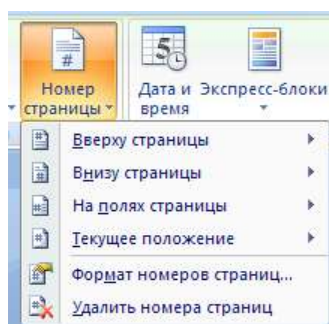 Номер страницы
Дата и время
Экспресс-блоки
Вверху страницы
Внизу страницы
На полях страницы
Текущее положение
Формат номеров страниц...
Удалить номера страниц